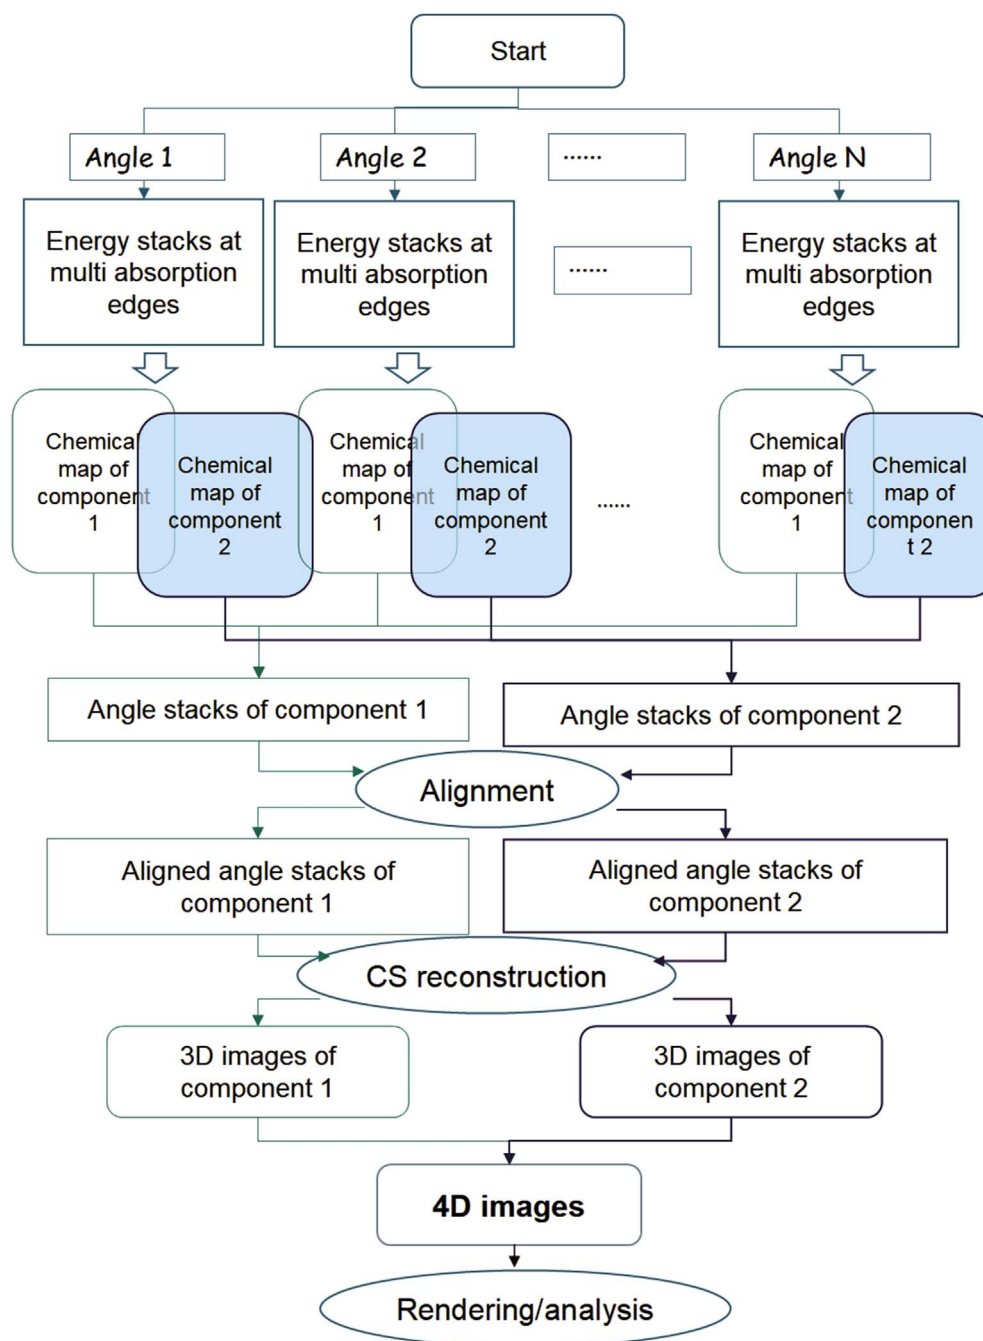 Start
Angle 1
Angle 2
......
Angle N
Energy stacks at
multi absorption
edges
Energy stacks at
multi absorption
edges
......
Energy stacks at
multi absorption
edges
Chemical
map of
component
1
Chemical
map of
component
2
Chemical
map of
component
1
Chemical
map of
component
2
......
Chemical
map of
component
1
Chemical
map of
componen
t 2
Angle stacks of component 1
Angle stacks of component 2
Alignment
Aligned angle stacks of
component 1
Aligned angle stacks of
component 2
CS reconstruction
3D images of
component 1
3D images of
component 2
4D images
Rendering/analysis